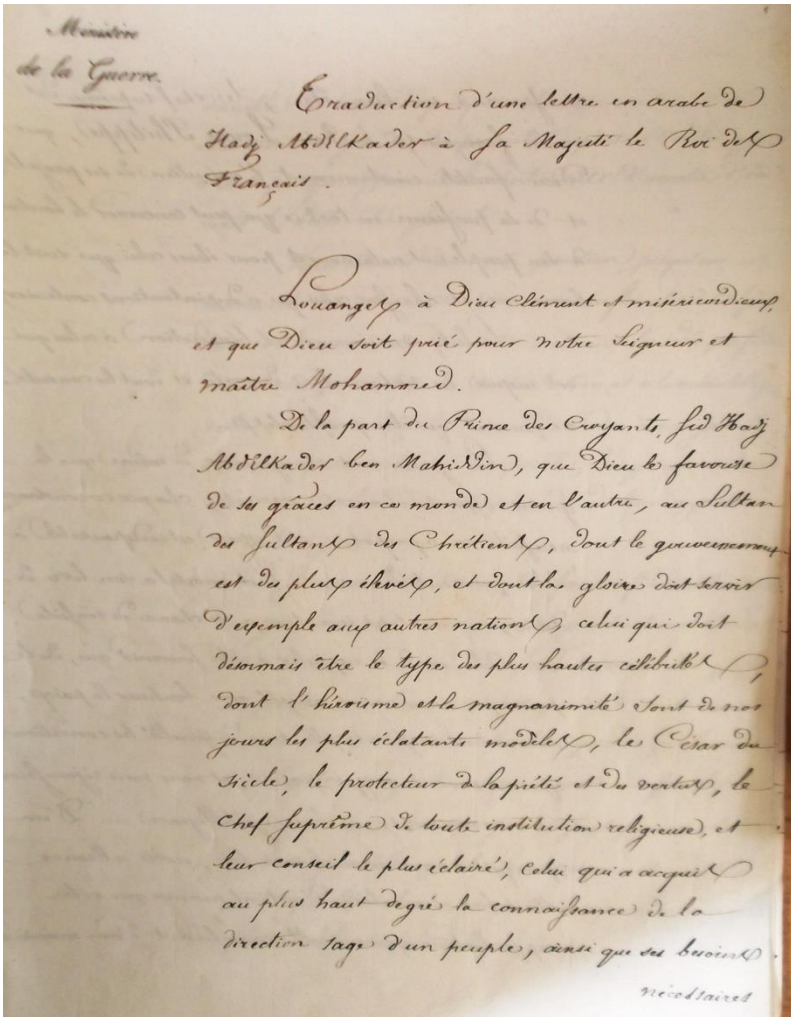 Ministère
de la Guerre.
Traduction d'une lettre en arabe de
Hadj Abdelkader à Sa Majesté le Roi des
Français.
Louanges à Dieu clément et miséricordieux,
et que Dieu soit prié pour notre Seigneur et
maître Mohammed.
De la part du Prince des Croyants, Sid Hadj
Abdelkader ben Mahiddin, que Dieu le favorise
de ses grâces en ce monde et en l'autre, au Sultan
des Sultans des Chrétiens, dont le gouvernement
est des plus élevés, et dont la gloire doit servir
d'exemple aux autres nations, celui qui doit
désormais être le type des plus hautes célébrités,
dont l'héroïsme et la magnanimité sont de nos
jours les plus éclatants modèles, le César du
siècle, le protecteur de la piété et des vertus, le
Chef Suprême de toute institution religieuse, et
leur conseil le plus éclairé, celui qui a acquis
au plus haut degré la connaissance de la
direction sage d'un peuple, ainsi que ses besoins
nécessaires